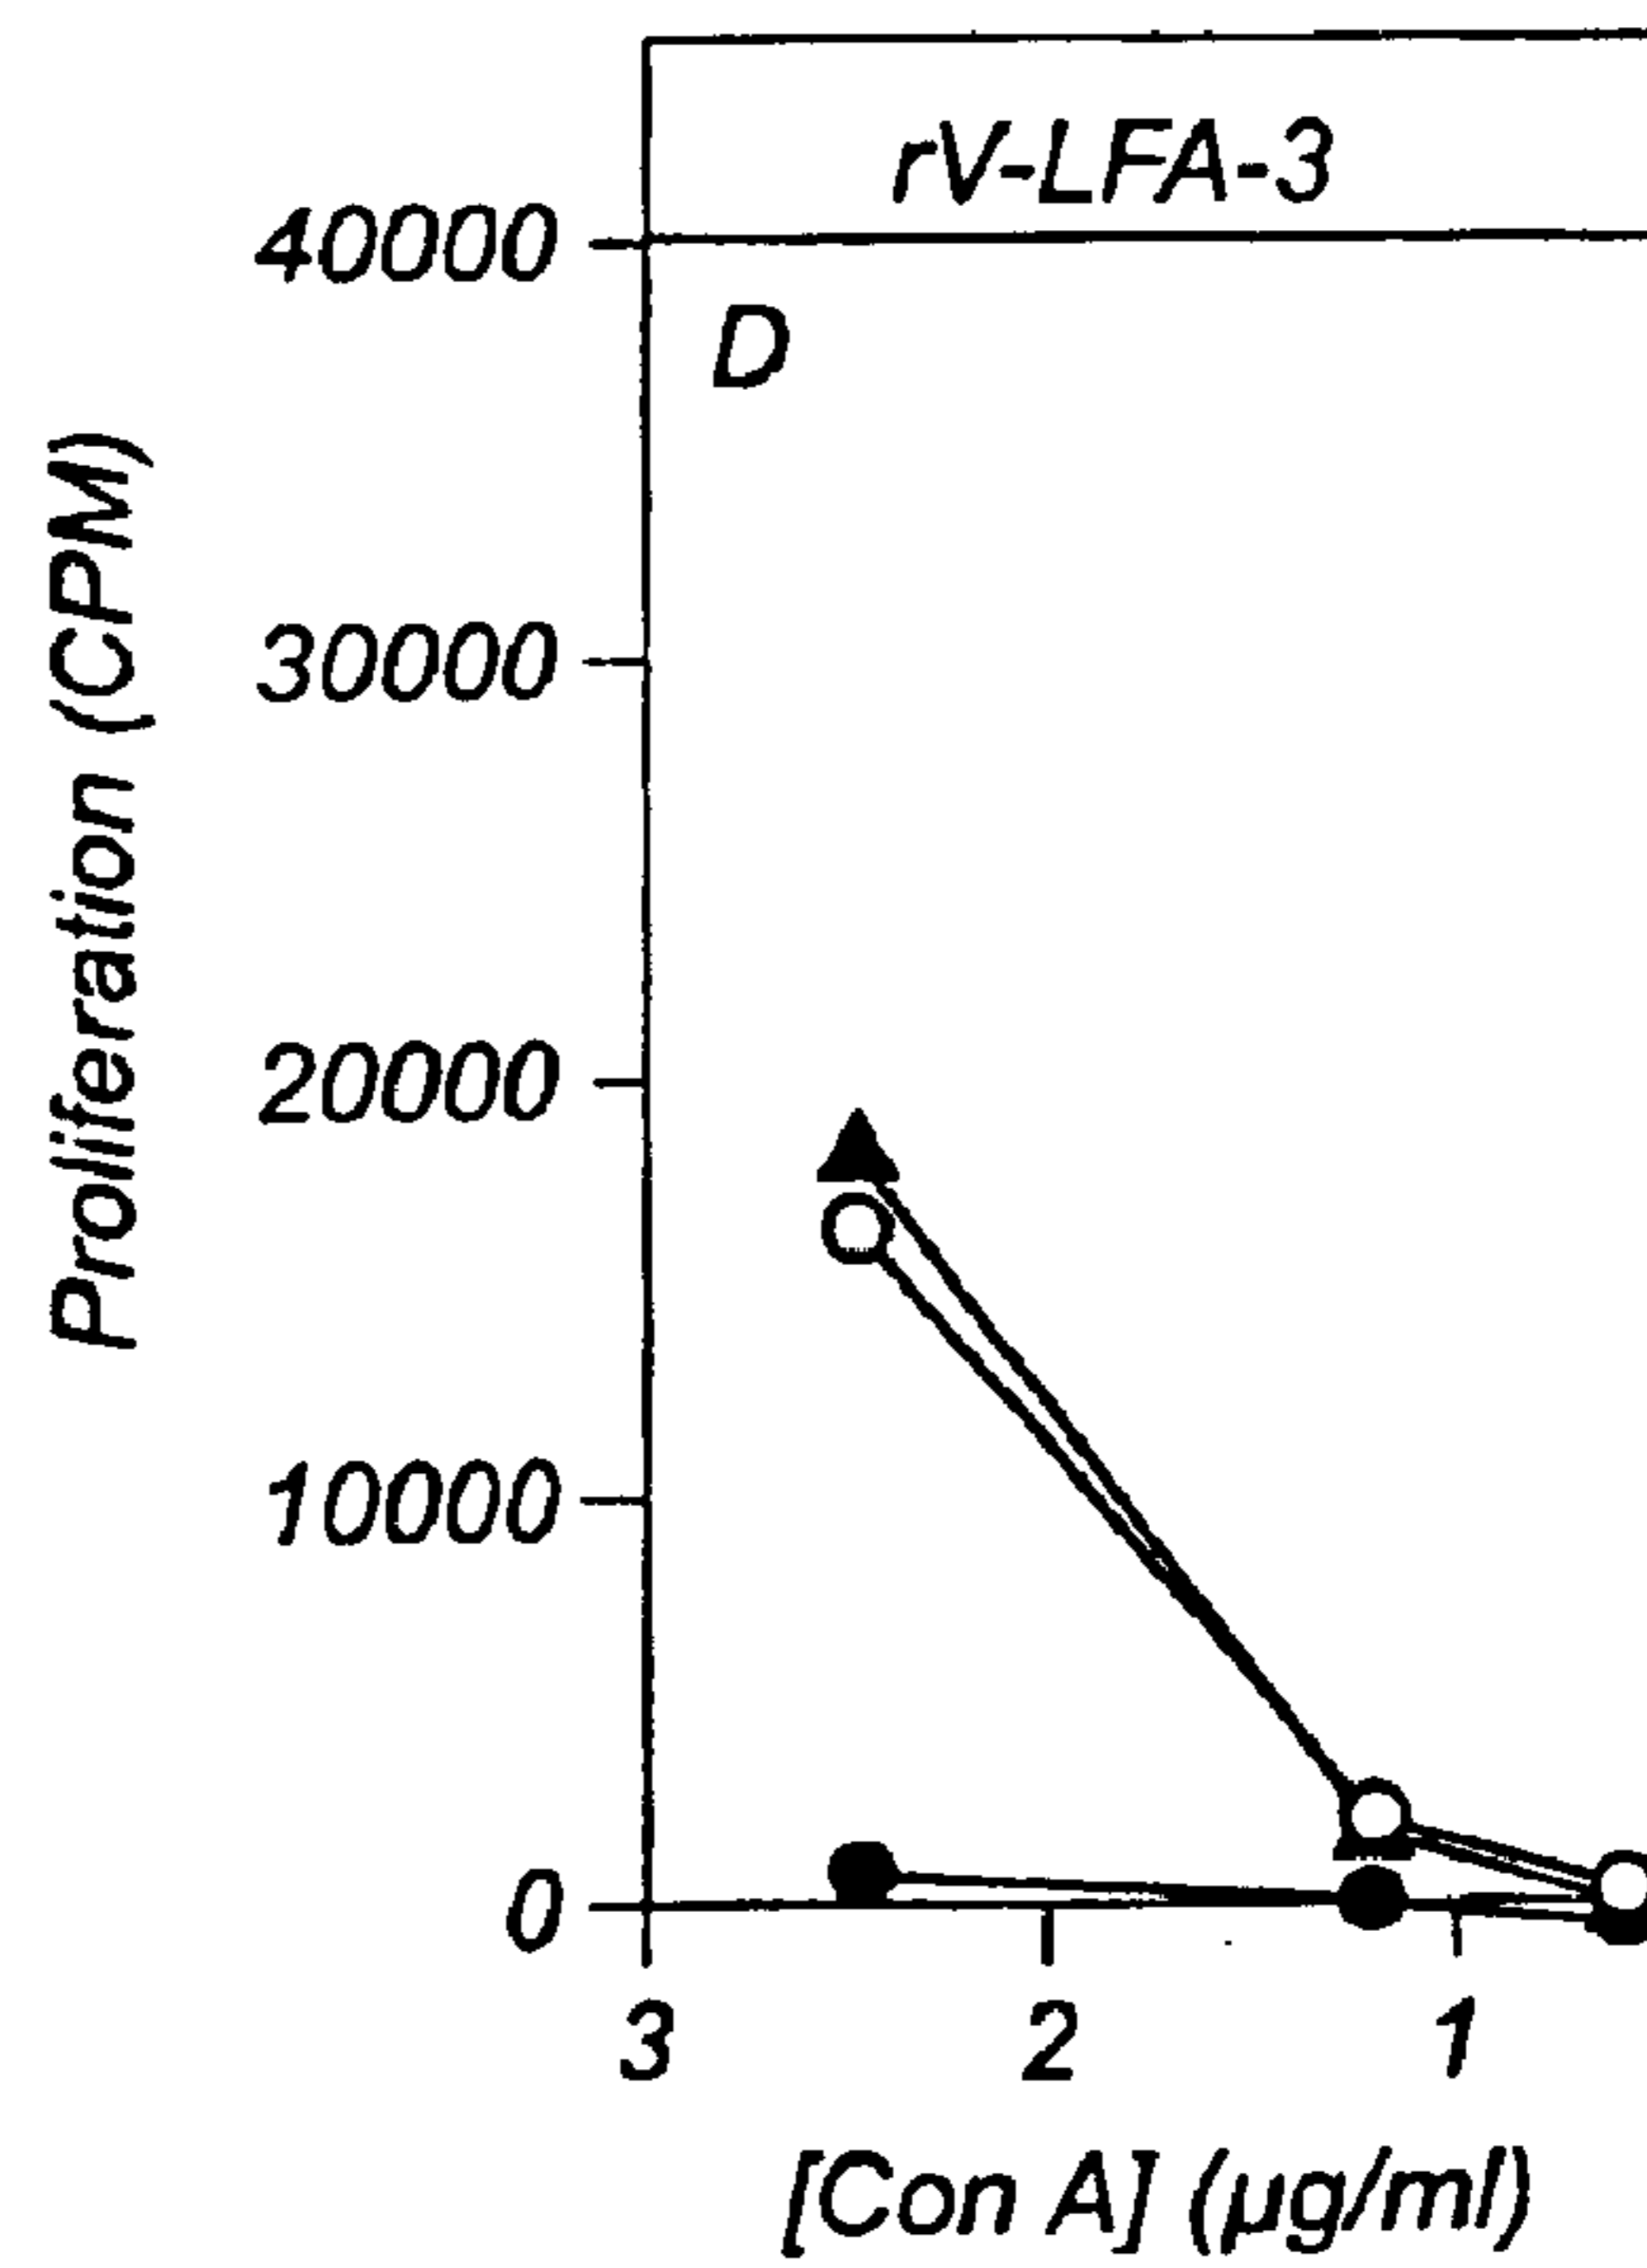 rV-LFA-3
D
Proliferation (CPM)
40000
30000
20000
10000
0
3 2 1
[Con A] (µg/ml)